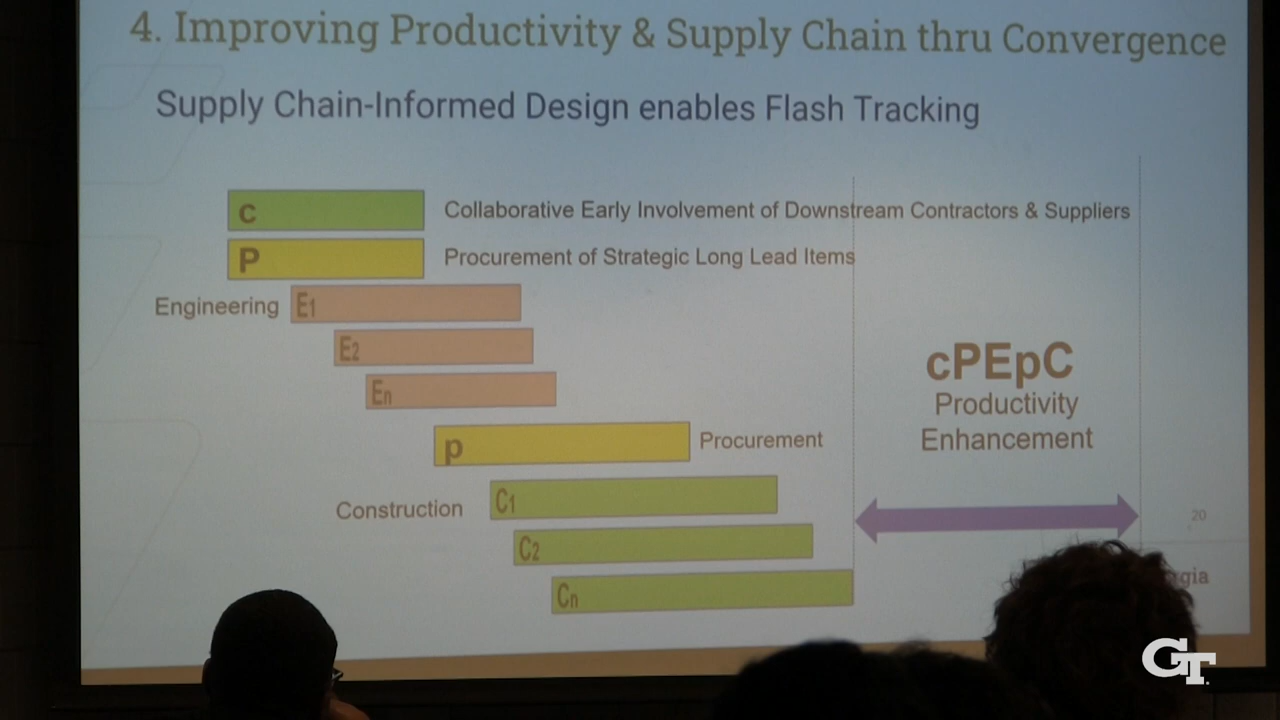 4. Improving Productivity & Supply Chain thru Convergence
Supply Chain-Informed Design enables Flash Tracking
c Collaborative Early Involvement of Downstream Contractors & Suppliers
P Procurement of Strategic Long Lead Items
Engineering E1
E2
En
cPEpC
Productivity
Enhancement
p Procurement
Construction C1
C2
Cn
20
gia
GT